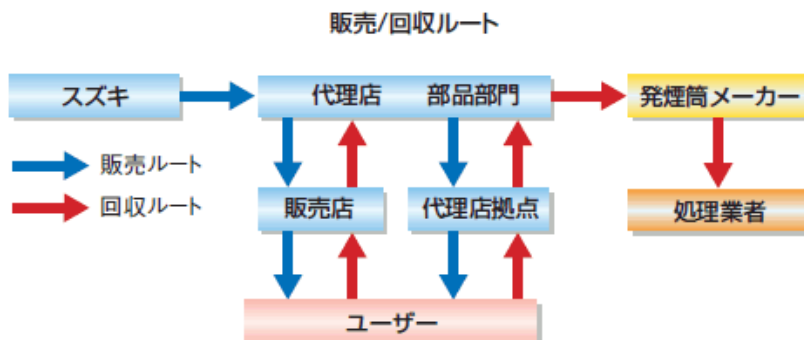 販売/回収ルート
スズキ
代理店 部品部門
発煙筒メーカー
販売ルート
回収ルート
販売店
代理店拠点
処理業者
ユーザー